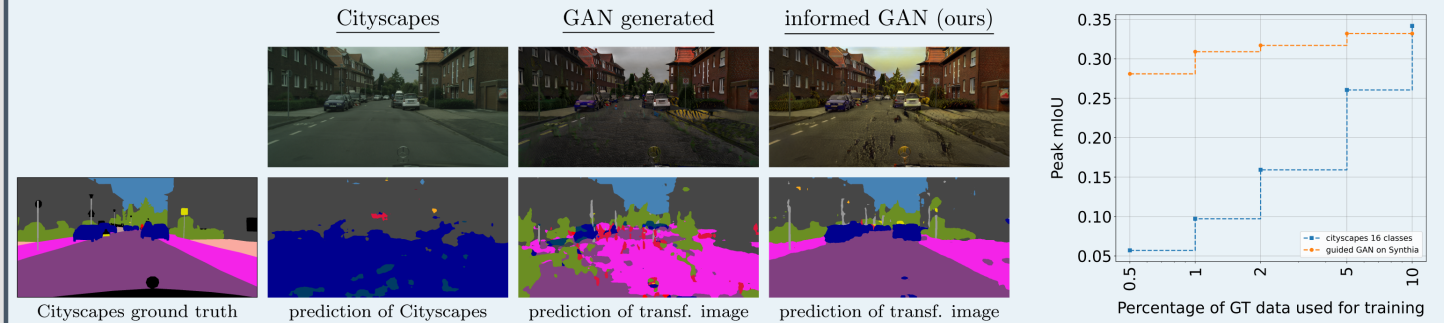 Cityscapes
GAN generated
informed GAN (ours)
Cityscapes ground truth
prediction of Cityscapes
prediction of transf. image
prediction of transf. image
0.35
0.30
0.25
0.20
0.15
0.10
0.05
Peak mIoU
cityscapes 16 classes
guided GAN on Synthia
0.5
1
2
5
10
Percentage of GT data used for training